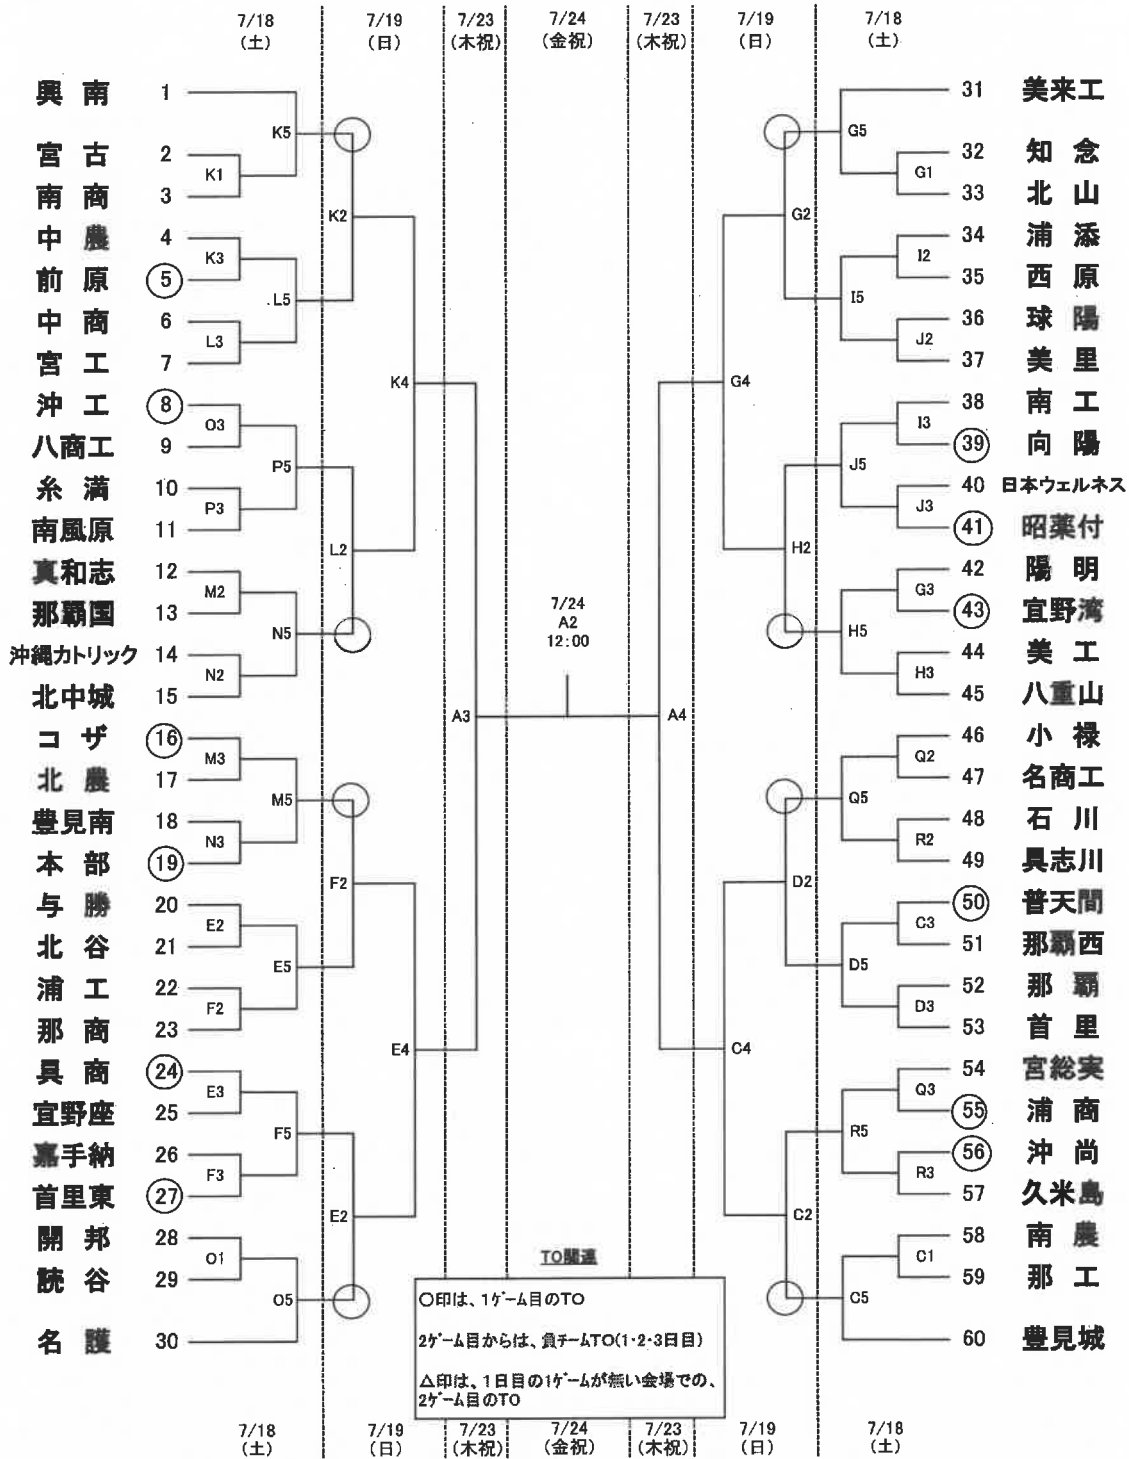 7/18 7/19 7/23 7/24 7/23 7/19 7/18
(土) (日) (木祝) (金祝) (木祝) (日) (土)
興 南 1
宮 古 2
南 商 3
中 農 4
前 原 5
中 商 6
宮 工 7
沖 工 8
八商工 9
糸 満 10
南風原 11
真和志 12
那覇国 13
沖縄カトリック 14
北中城 15
コ ザ 16
北 農 17
豊見南 18
本 部 19
与 勝 20
北 谷 21
浦 工 22
那 商 23
具 商 24
宜野座 25
嘉手納 26
首里東 27
開 邦 28
読 谷 29
名 護 30
K5
K1
K3
L5
L3
O3
P5
P3
M2
N5
N2
M3
M5
N3
E2
E5
F2
E3
F5
F3
O1
O5
K2
K4
L2
F2
E4
E2
A3
7/24
A2
12:00
A4
G2
G4
H2
D2
C4
C2
G5
G1
I2
I5
J2
I3
J5
J3
G3
H5
H3
Q2
Q5
R2
C3
D5
D3
Q3
R5
R3
C1
C5
31 美来工
32 知 念
33 北 山
34 浦 添
35 西 原
36 球 陽
37 美 里
38 南 工
39 向 陽
40 日本ウェルネス
41 昭薬付
42 陽 明
43 宜野湾
44 美 工
45 八重山
46 小 禄
47 名商工
48 石 川
49 具志川
50 普天間
51 那覇西
52 那 覇
53 首 里
54 宮総実
55 浦 商
56 沖 尚
57 久米島
58 南 農
59 那 工
60 豊見城
TO関連
○印は、1ゲーム目のTO
2ゲーム目からは、負チームTO(1・2・3日目)
△印は、1日目の1ゲームが無い会場での、
2ゲーム目のTO
7/18 7/19 7/23 7/24 7/23 7/19 7/18
(土) (日) (木祝) (金祝) (木祝) (日) (土)